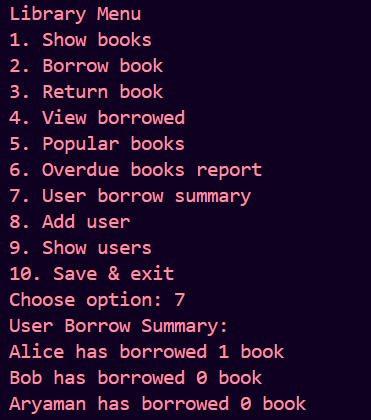 Library Menu
1. Show books
2. Borrow book
3. Return book
4. View borrowed
5. Popular books
6. Overdue books report
7. User borrow summary
8. Add user
9. Show users
10. Save & exit
Choose option: 7
User Borrow Summary:
Alice has borrowed 1 book
Bob has borrowed 0 book
Aryaman has borrowed 0 book